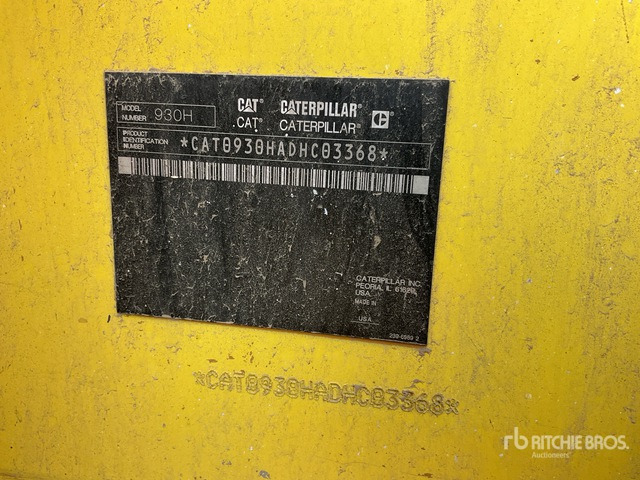 MODEL NUMBER 930H
CAT® CATERPILLAR® C
CAT® CATERPILLAR®
PRODUCT IDENTIFICATION NUMBER
*CAT0930HADHC03368*
CATERPILLAR INC.
PEORIA, IL 61629
USA
MADE IN
USA
*CAT0930HADHC03368*
rb RITCHIE BROS.
Auctioneers